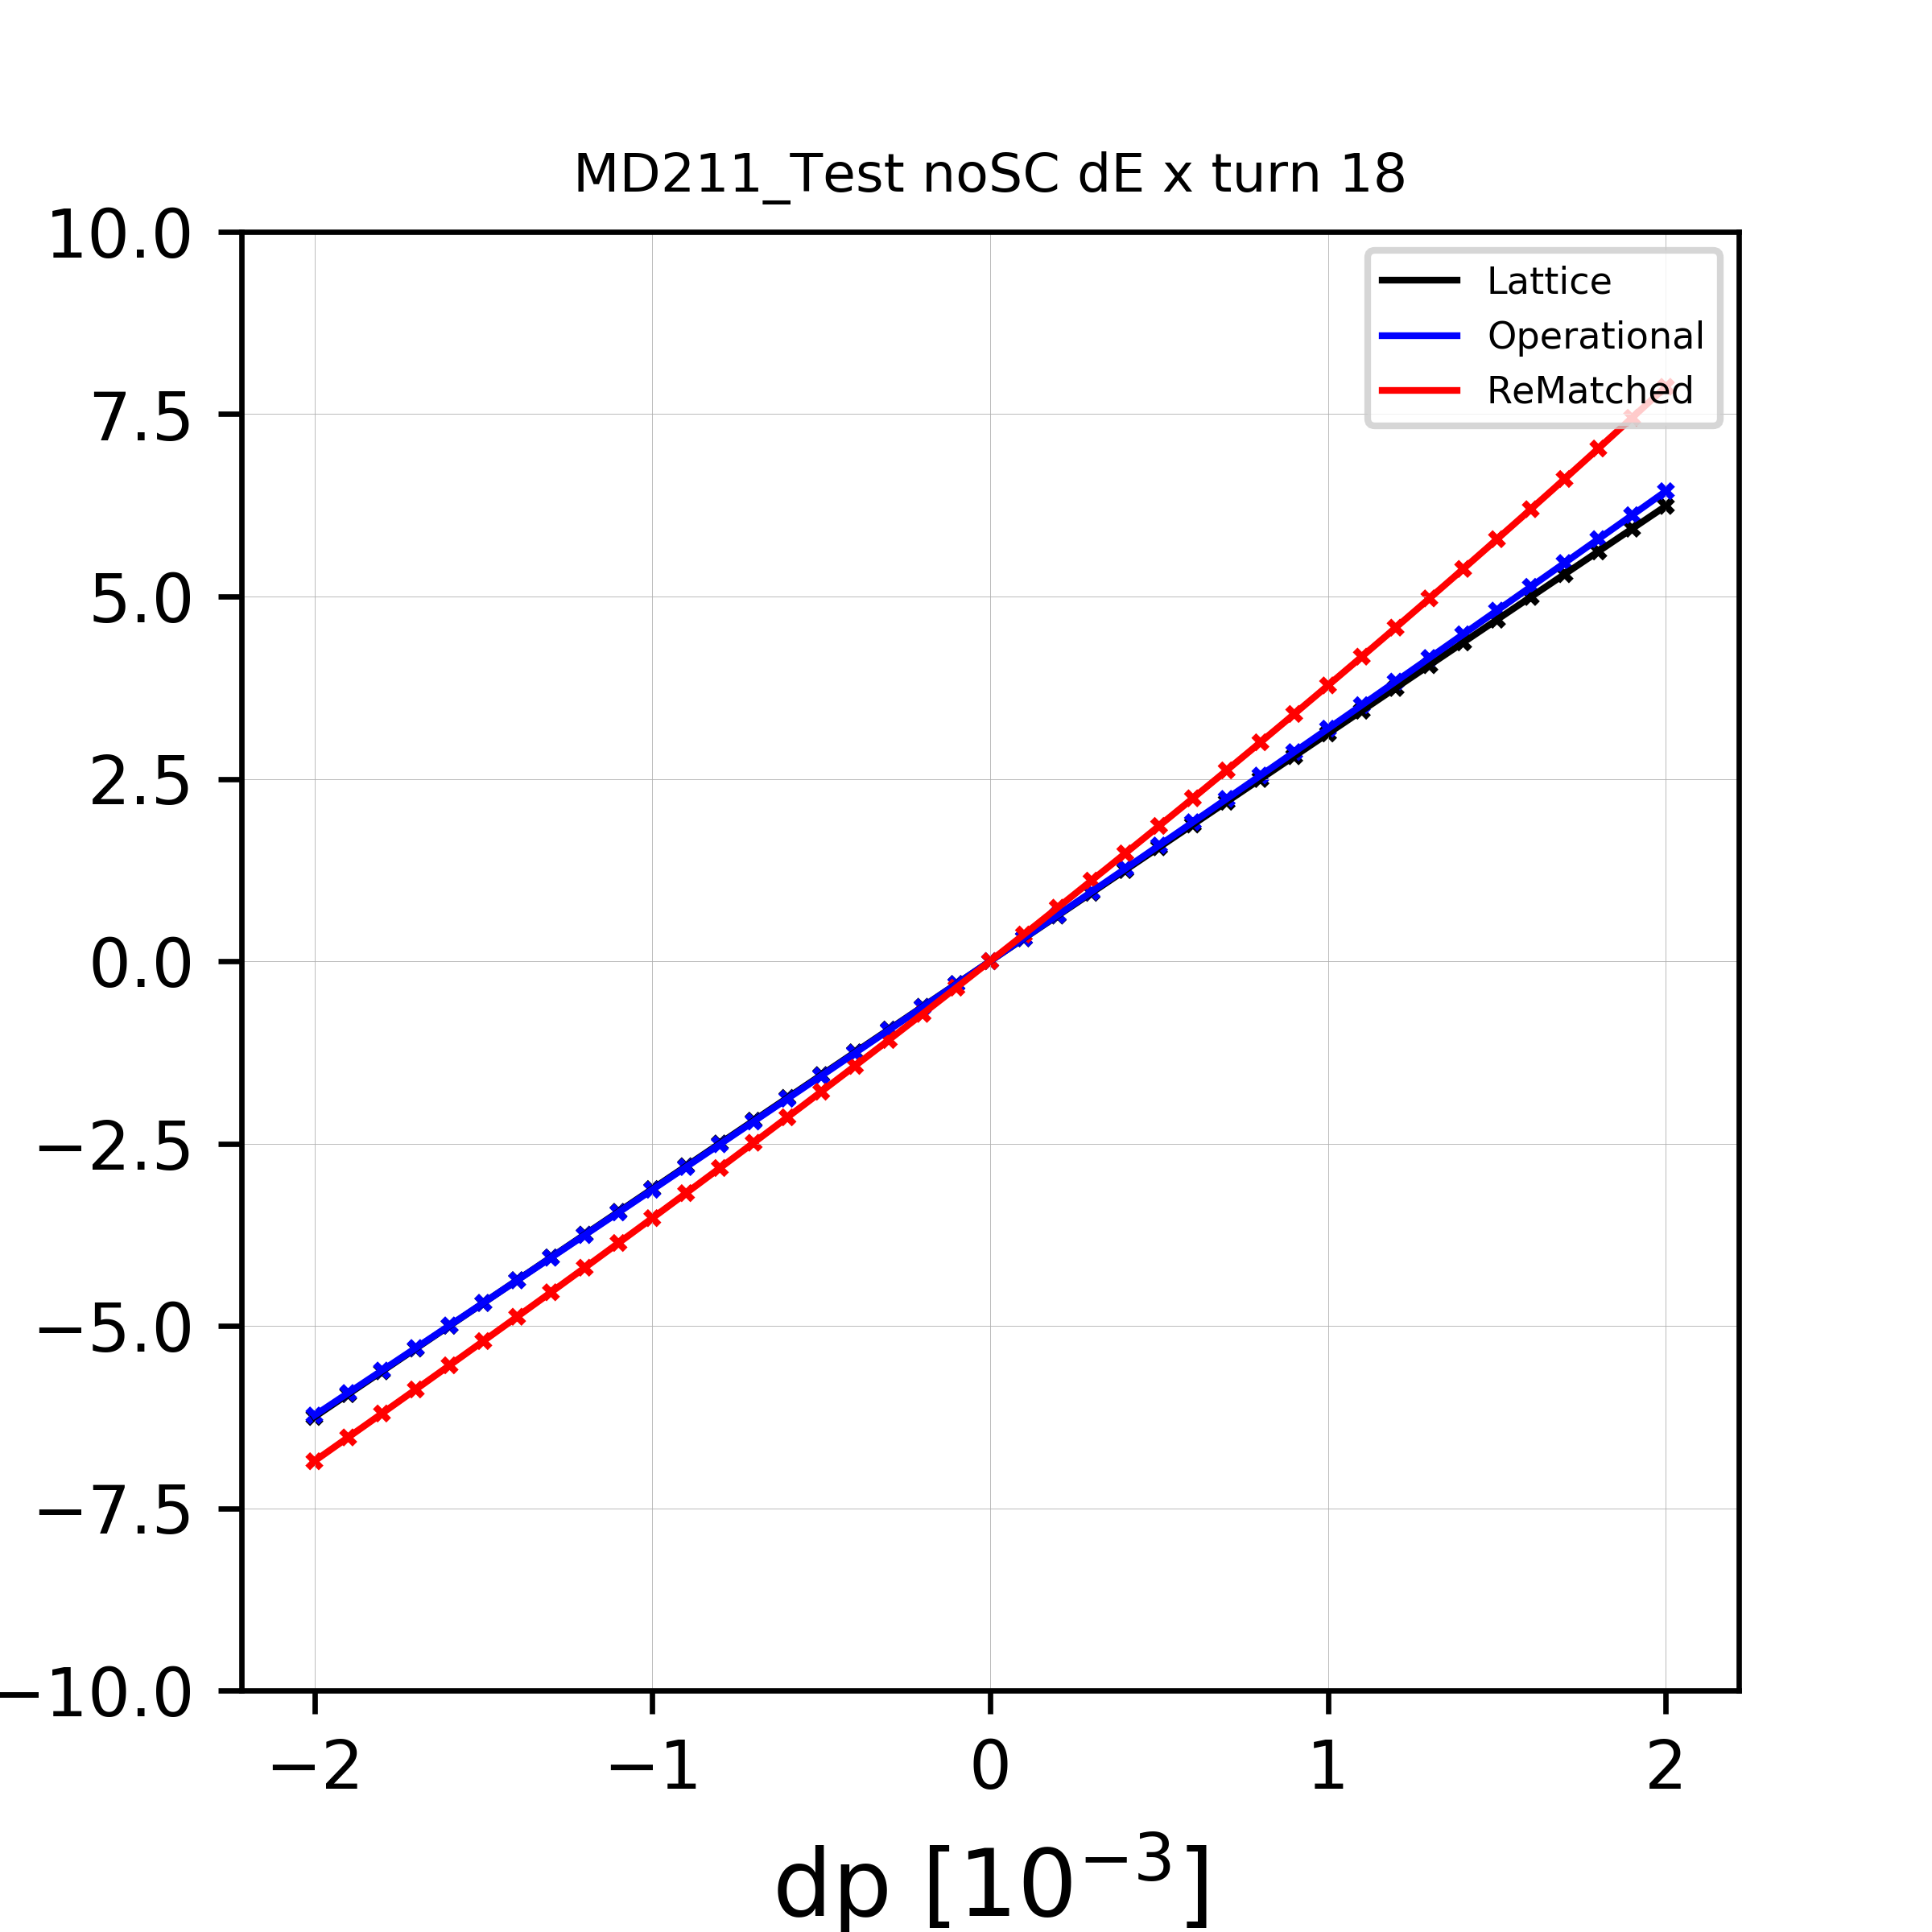 MD211_Test noSC dE x turn 18
10.0
7.5
5.0
2.5
0.0
−2.5
−5.0
−7.5
−10.0
Lattice
Operational
ReMatched
−2 −1 0 1 2
dp [10⁻³]